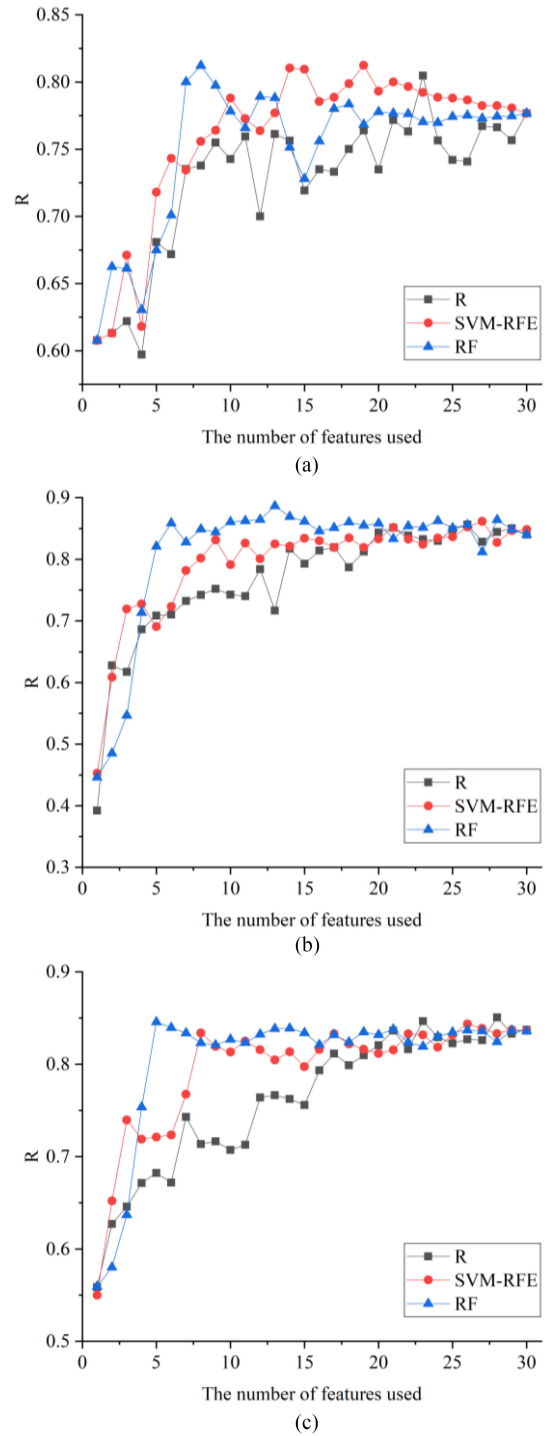 0.85
0.80
0.75
0.70
0.65
0.60
R
R
SVM-RFE
RF
0 5 10 15 20 25 30
The number of features used
(a)
0.9
0.8
0.7
0.6
0.5
0.4
0.3
R
R
SVM-RFE
RF
0 5 10 15 20 25 30
The number of features used
(b)
0.9
0.8
0.7
0.6
0.5
R
R
SVM-RFE
RF
0 5 10 15 20 25 30
The number of features used
(c)